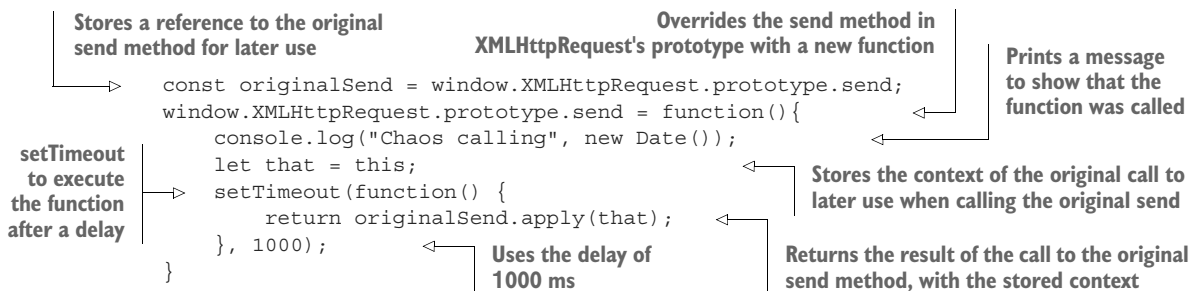 Stores a reference to the original
send method for later use
Overrides the send method in
XMLHttpRequest's prototype with a new function
Prints a message
to show that the
function was called
const originalSend = window.XMLHttpRequest.prototype.send;
window.XMLHttpRequest.prototype.send = function(){
console.log("Chaos calling", new Date());
let that = this;
setTimeout
to execute
the function
after a delay
setTimeout(function() {
return originalSend.apply(that);
}, 1000);
}
Stores the context of the original call to
later use when calling the original send
Uses the delay of
1000 ms
Returns the result of the call to the original
send method, with the stored context